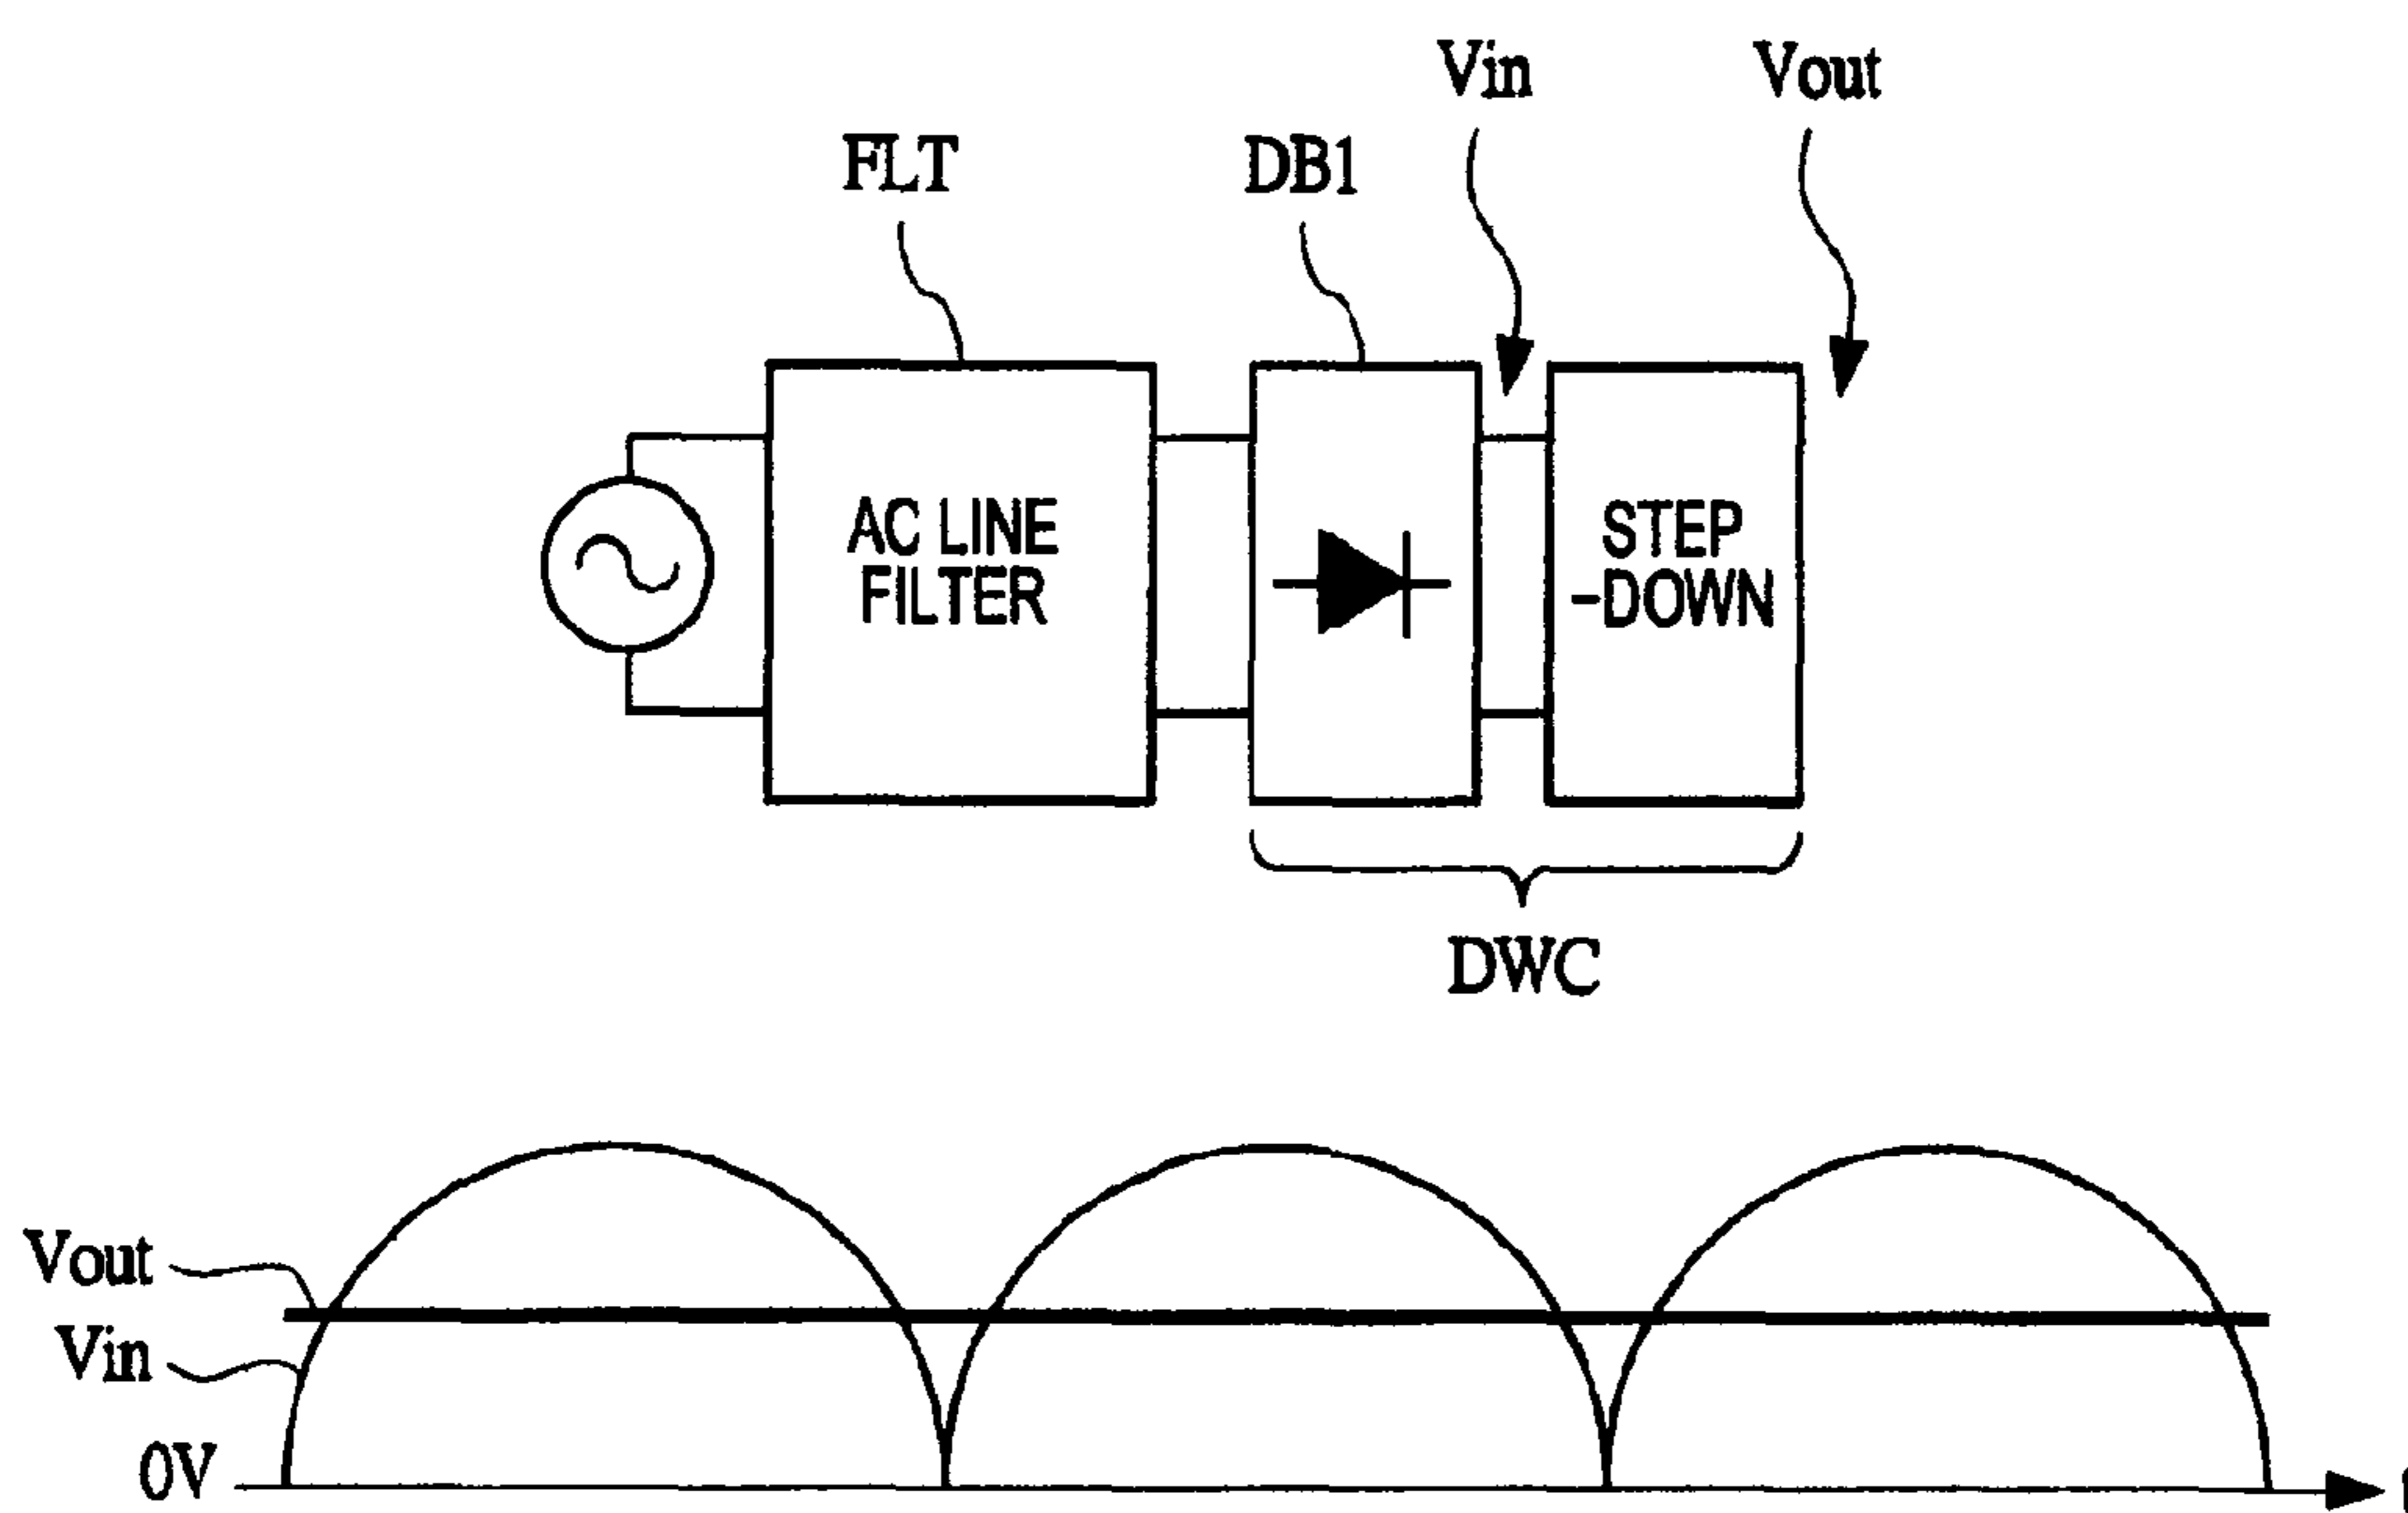 Vin
Vout
FLT
DB1
AC LINE
FILTER
STEP
-DOWN
DWC
Vout
Vin
0V